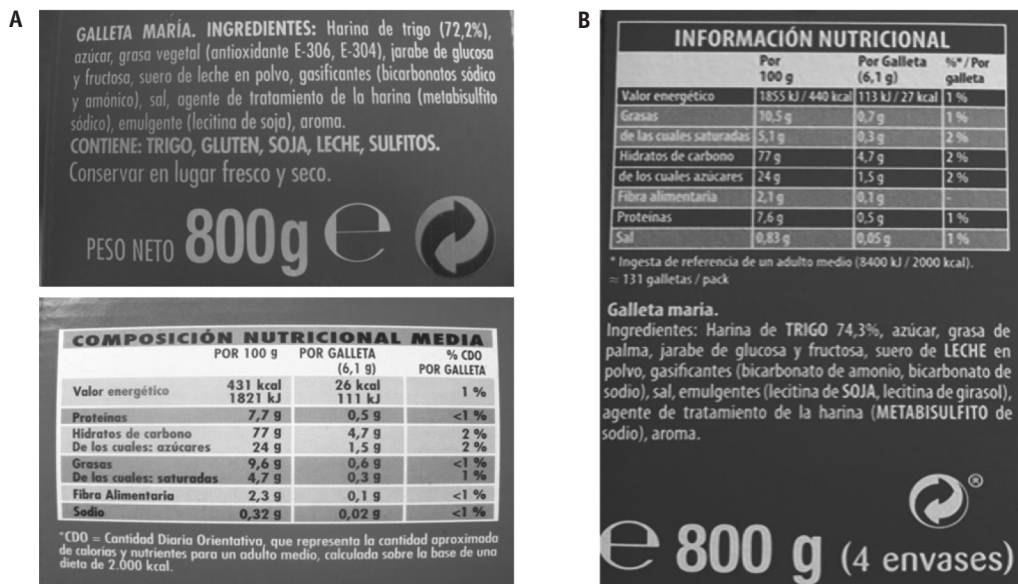 A
GALLETA MARÍA. INGREDIENTES: Harina de trigo (72,2%),
azúcar, grasa vegetal (antioxidante E-306, E-304), jarabe de glucosa
y fructosa, suero de leche en polvo, gasificantes (bicarbonatos sódico
y amónico), sal, agente de tratamiento de la harina (metabisulfito
sódico), emulgente (lecitina de soja), aroma.
CONTIENE: TRIGO, GLUTEN, SOJA, LECHE, SULFITOS.
Conservar en lugar fresco y seco.
PESO NETO 800g e
COMPOSICIÓN NUTRICIONAL MEDIA
POR 100 g POR GALLETA % CDO
(6,1 g) POR GALLETA
Valor energético 431 kcal 26 kcal 1 %
1821 kJ 111 kJ
Proteínas 7,7 g 0,5 g <1 %
Hidratos de carbono 77 g 4,7 g 2 %
De los cuales: azúcares 24 g 1,5 g 2 %
Grasas 9,6 g 0,6 g <1 %
De las cuales: saturadas 4,7 g 0,3 g 1 %
Fibra Alimentaria 2,3 g 0,1 g <1 %
Sodio 0,32 g 0,02 g <1 %
*CDO = Cantidad Diaria Orientativa, que representa la cantidad aproximada
de calorías y nutrientes para un adulto medio, calculada sobre la base de una
dieta de 2.000 kcal.
B
INFORMACIÓN NUTRICIONAL
Por Por Galleta %*/Por
100 g (6,1 g) galleta
Valor energético 1855 kJ / 440 kcal 113 kJ / 27 kcal 1 %
Grasas 10,5 g 0,7 g 1 %
de las cuales saturadas 5,1 g 0,3 g 2 %
Hidratos de carbono 77 g 4,7 g 2 %
de los cuales azúcares 24 g 1,5 g 2 %
Fibra alimentaria 2,1 g 0,1 g -
Proteínas 7,6 g 0,5 g 1 %
Sal 0,83 g 0,05 g 1 %
* Ingesta de referencia de un adulto medio (8400 kJ / 2000 kcal).
≈ 131 galletas / pack
Galleta maria.
Ingredientes: Harina de TRIGO 74,3%, azúcar, grasa de
palma, jarabe de glucosa y fructosa, suero de LECHE en
polvo, gasificantes (bicarbonato de amonio, bicarbonato de
sodio), sal, emulgentes (lecitina de SOJA, lecitina de girasol),
agente de tratamiento de la harina (METABISULFITO de
sodio), aroma.
®
e 800 g (4 envases)